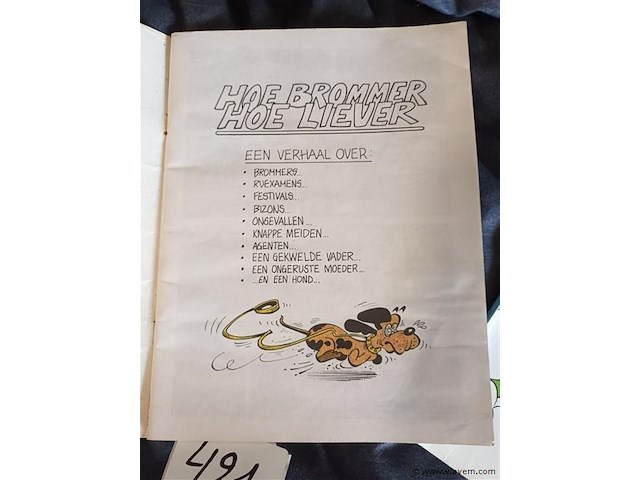 HOE BROMMER
HOE LIEVER
EEN VERHAAL OVER:
• BROMMERS...
• RIJEXAMENS...
• FESTIVALS...
• BIZONS...
• ONGEVALLEN...
• KNAPPE MEIDEN...
• AGENTEN...
• EEN GEKWELDE VADER...
• EEN ONGERUSTE MOEDER...
• ...EN EEN HOND...
491
© www.vavem.com